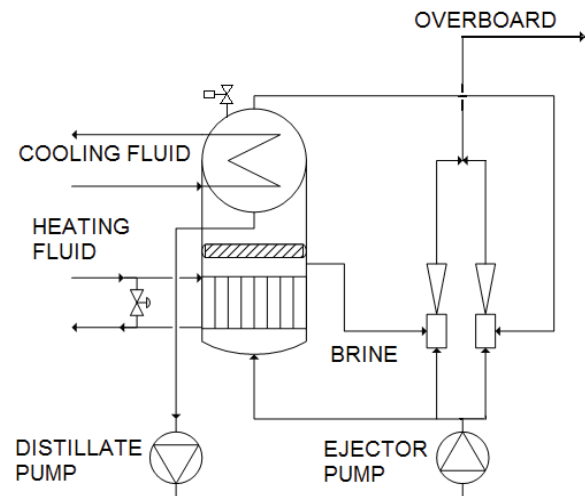 OVERBOARD
COOLING FLUID
HEATING
FLUID
BRINE
DISTILLATE
PUMP
EJECTOR
PUMP